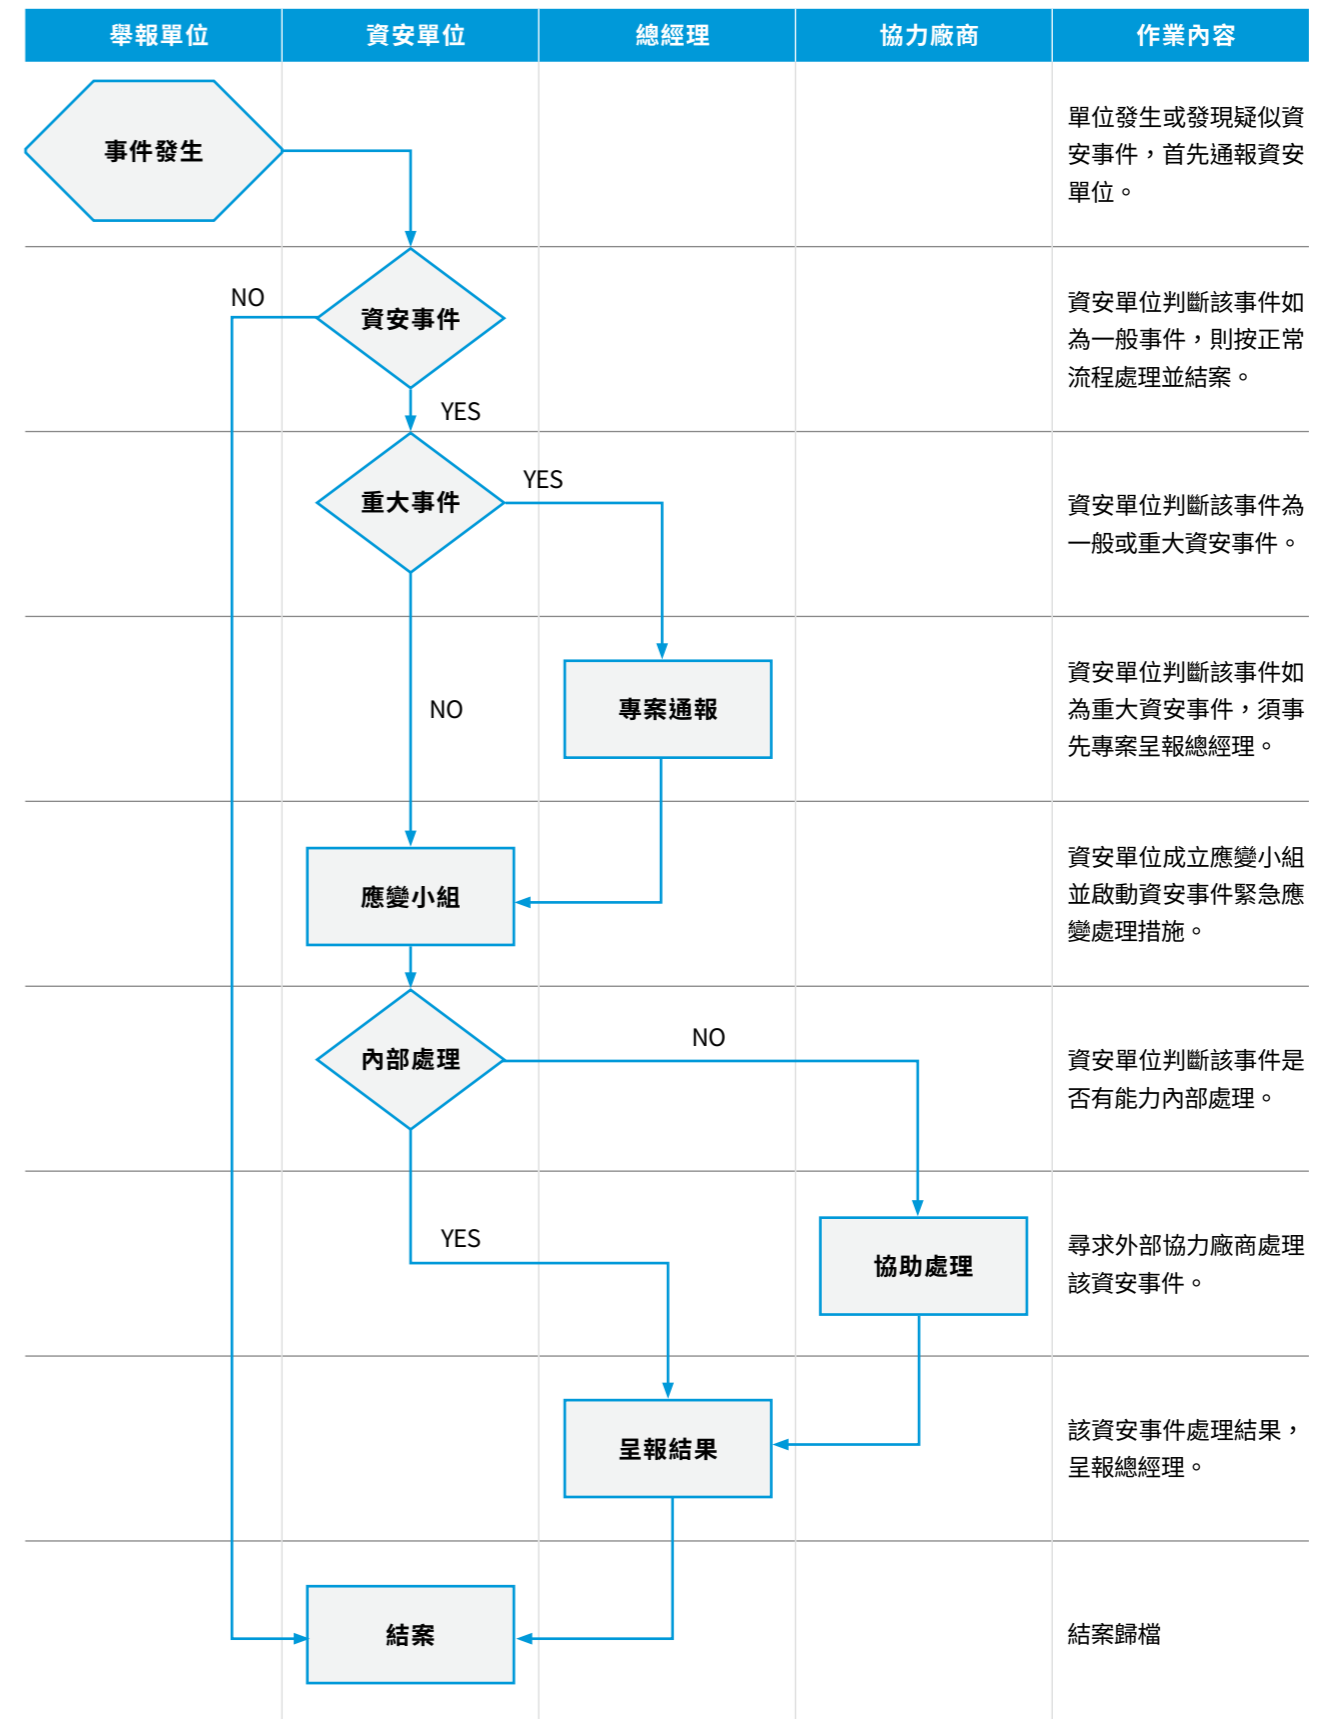 舉報單位
資安單位
總經理
協力廠商
作業內容
事件發生
單位發生或發現疑似資
安事件，首先通報資安
單位。
NO
資安事件
資安單位判斷該事件如
為一般事件，則按正常
流程處理並結案。
YES
重大事件
YES
資安單位判斷該事件為
一般或重大資安事件。
NO
專案通報
資安單位判斷該事件如
為重大資安事件，須事
先專案呈報總經理。
應變小組
資安單位成立應變小組
並啟動資安事件緊急應
變處理措施。
內部處理
NO
資安單位判斷該事件是
否有能力內部處理。
YES
協助處理
尋求外部協力廠商處理
該資安事件。
呈報結果
該資安事件處理結果，
呈報總經理。
結案
結案歸檔